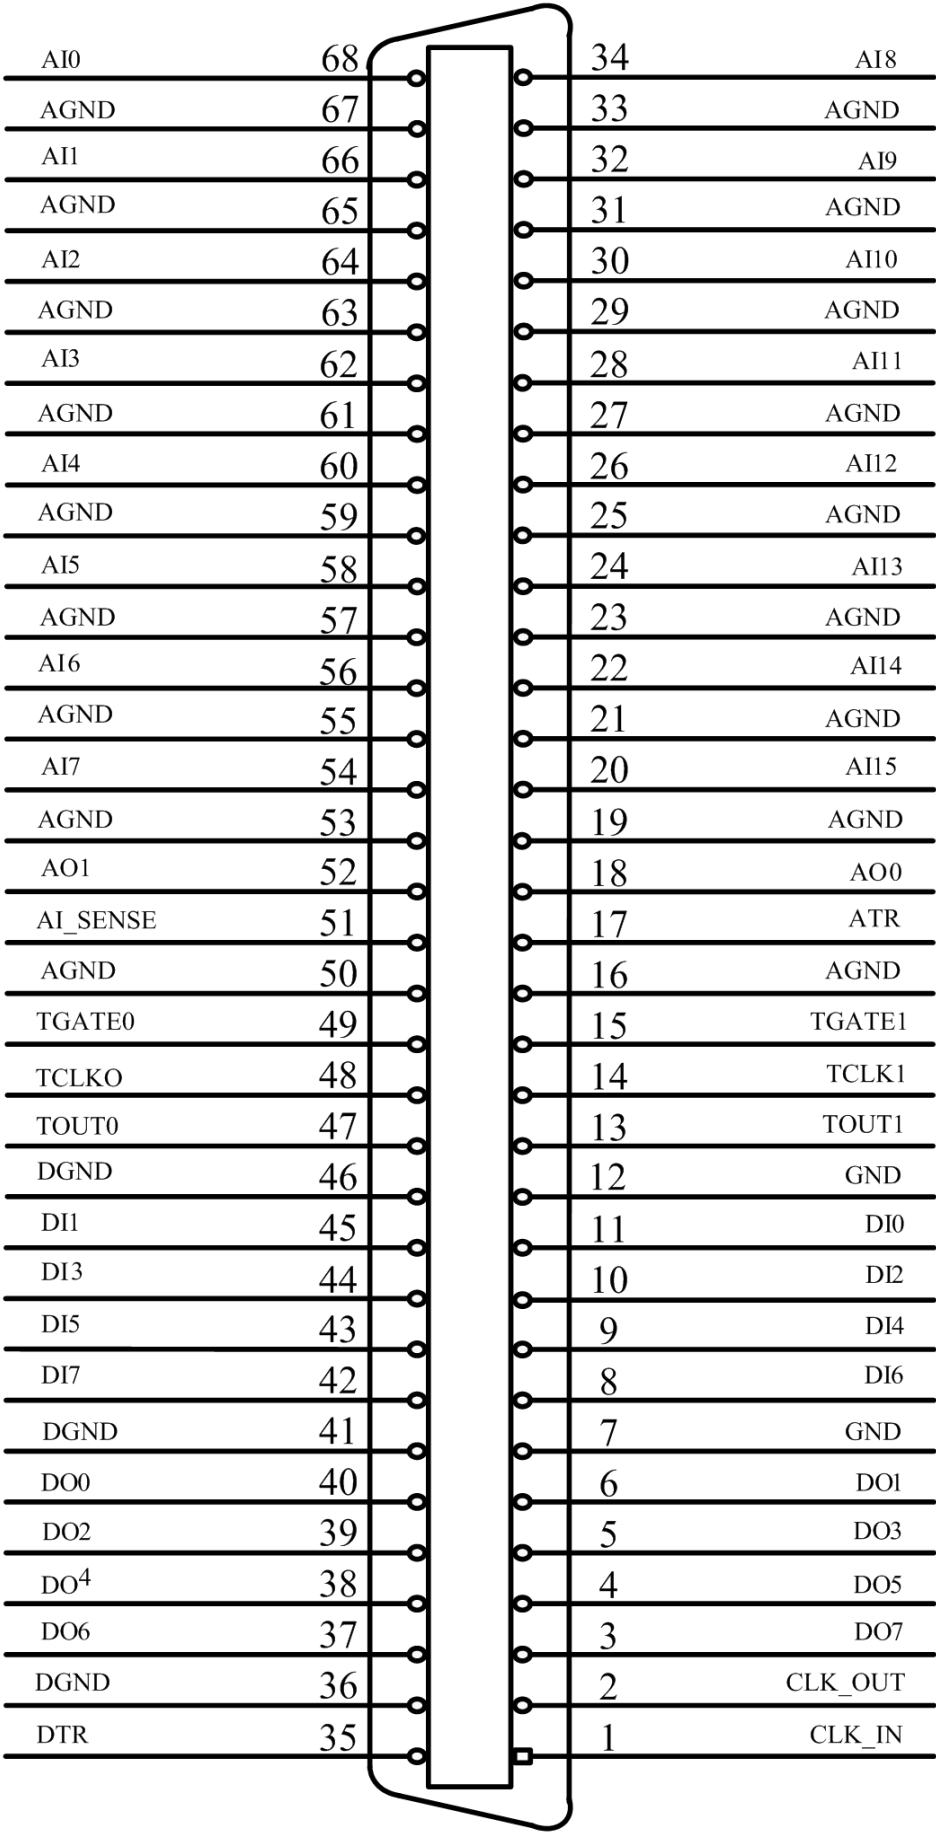 AI0 68 34 AI8
AGND 67 33 AGND
AI1 66 32 AI9
AGND 65 31 AGND
AI2 64 30 AI10
AGND 63 29 AGND
AI3 62 28 AI11
AGND 61 27 AGND
AI4 60 26 AI12
AGND 59 25 AGND
AI5 58 24 AI13
AGND 57 23 AGND
AI6 56 22 AI14
AGND 55 21 AGND
AI7 54 20 AI15
AGND 53 19 AGND
AO1 52 18 AO0
AI_SENSE 51 17 ATR
AGND 50 16 AGND
TGATE0 49 15 TGATE1
TCLKO 48 14 TCLK1
TOUT0 47 13 TOUT1
DGND 46 12 GND
DI1 45 11 DI0
DI3 44 10 DI2
DI5 43 9 DI4
DI7 42 8 DI6
DGND 41 7 GND
DO0 40 6 DO1
DO2 39 5 DO3
DO4 38 4 DO5
DO6 37 3 DO7
DGND 36 2 CLK_OUT
DTR 35 1 CLK_IN